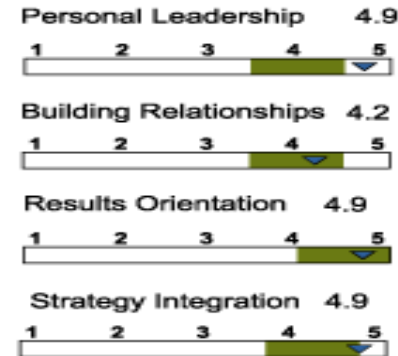 Personal Leadership 4.9
1 2 3 4 5
Building Relationships 4.2
1 2 3 4 5
Results Orientation 4.9
1 2 3 4 5
Strategy Integration 4.9
1 2 3 4 5